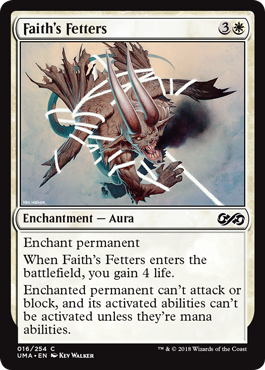 Faith's Fetters 3
Enchantment — Aura
Enchant permanent
When Faith's Fetters enters the
battlefield, you gain 4 life.
Enchanted permanent can't attack or
block, and its activated abilities can't
be activated unless they're mana
abilities.
016/254 C
UMA • EN KEY WALKER
™ & © 2018 Wizards of the Coast